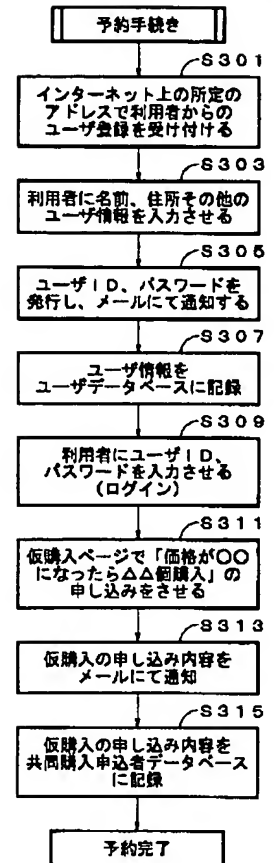 予約手続き
S301
インターネット上の所定の
アドレスで利用者からの
ユーザ登録を受け付ける
S303
利用者に名前、住所その他の
ユーザ情報を入力させる
S305
ユーザID、パスワードを
発行し、メールにて通知する
S307
ユーザ情報を
ユーザデータベースに記録
S309
利用者にユーザID、
パスワードを入力させる
(ログイン)
S311
仮購入ページで「価格が〇〇
になったら△△個購入」の
申し込みをさせる
S313
仮購入の申し込み内容を
メールにて通知
S315
仮購入の申し込み内容を
共同購入申込者データベース
に記録
予約完了